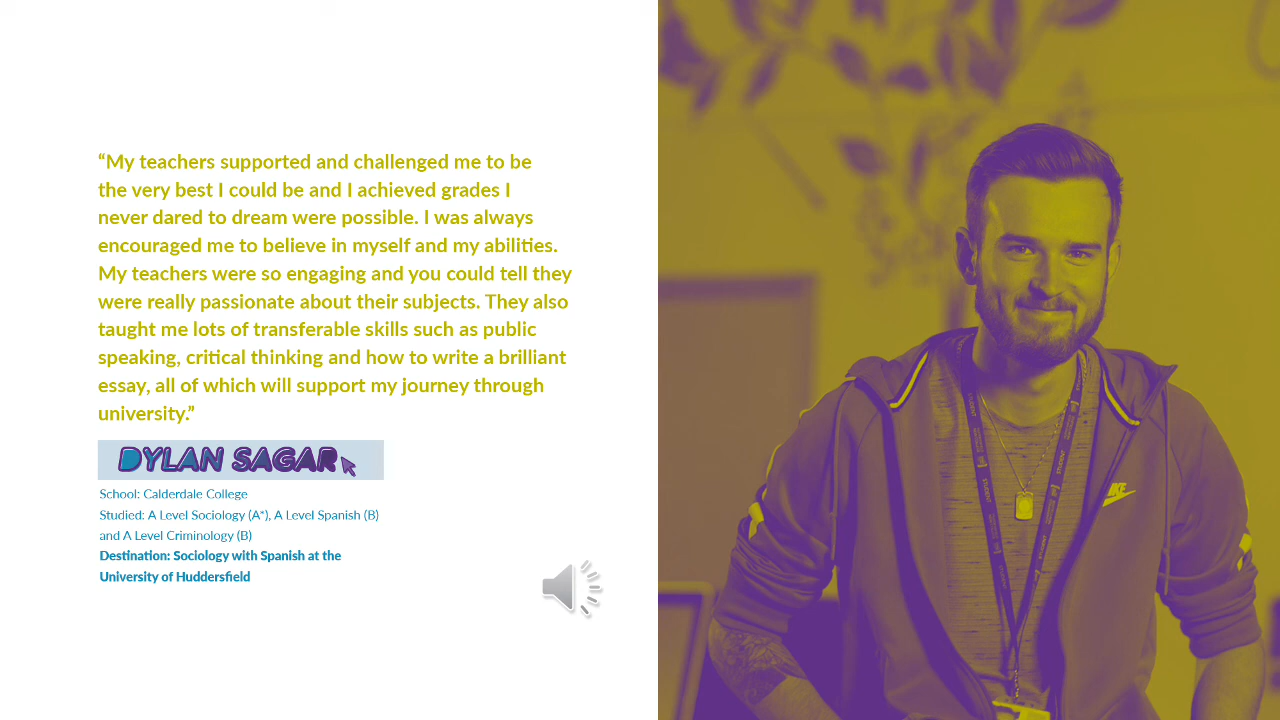 “My teachers supported and challenged me to be
the very best I could be and I achieved grades I
never dared to dream were possible. I was always
encouraged me to believe in myself and my abilities.
My teachers were so engaging and you could tell they
were really passionate about their subjects. They also
taught me lots of transferable skills such as public
speaking, critical thinking and how to write a brilliant
essay, all of which will support my journey through
university.”
DYLAN SAGAR
School: Calderdale College
Studied: A Level Sociology (A*), A Level Spanish (B)
and A Level Criminology (B)
Destination: Sociology with Spanish at the
University of Huddersfield
STUDENT
STUDENT
STUDENT
NIKE